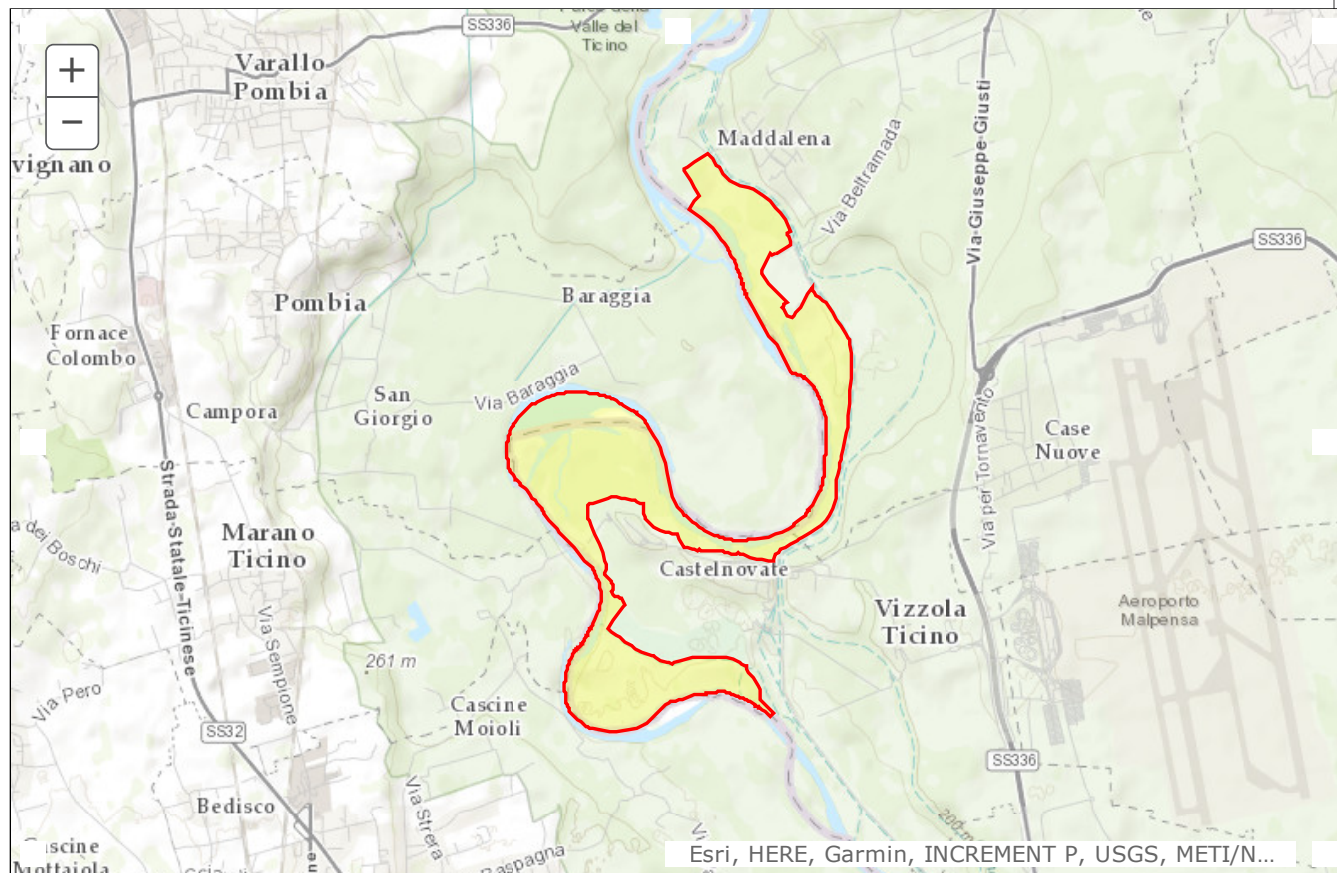 SS336
Valle del
Ticino
+
−
Varallo
Pombia
Maddalena
vignano
Via Beltramada
Via Giuseppe Giusti
SS336
Baraggia
Pombia
Fornace
Colombo
Via Baraggia
San
Giorgio
Campora
Case
Nuove
Via per Tornavento
Strada Statale Ticinese
Marano
Ticino
dei Boschi
Castelnovate
Vizzola
Ticino
Aeroporto
Malpensa
Via Sempione
261 m
Via Pero
Cascine
Moioli
SS32
SS336
Bedisco
Via Strera
200 m
Raspagna
Mottaiola
Esri, HERE, Garmin, INCREMENT P, USGS, METI/N...